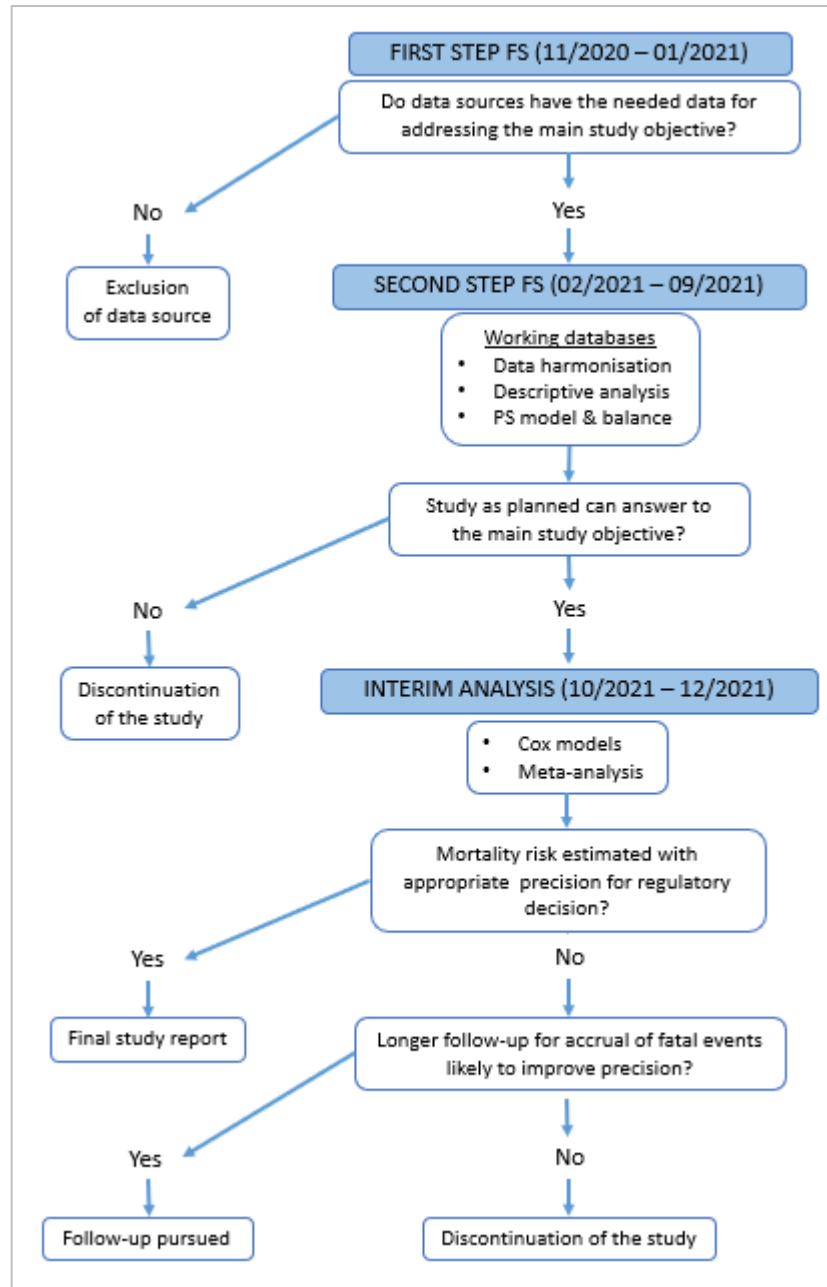 FIRST STEP FS (11/2020 – 01/2021)
Do data sources have the needed data for
addressing the main study objective?
No
Yes
Exclusion
of data source
SECOND STEP FS (02/2021 – 09/2021)
Working databases
• Data harmonisation
• Descriptive analysis
• PS model & balance
Study as planned can answer to
the main study objective?
No
Yes
Discontinuation
of the study
INTERIM ANALYSIS (10/2021 – 12/2021)
• Cox models
• Meta-analysis
Mortality risk estimated with
appropriate precision for regulatory
decision?
Yes
No
Final study report
Longer follow-up for accrual of fatal events
likely to improve precision?
Yes
No
Follow-up pursued
Discontinuation of the study